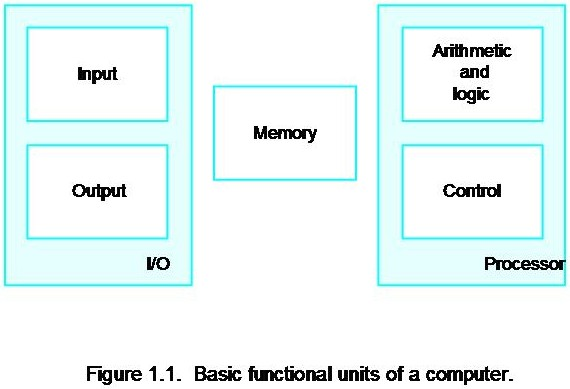 Input
Output
I/O
Memory
Arithmetic
and
logic
Control
Processor
Figure 1.1. Basic functional units of a computer.